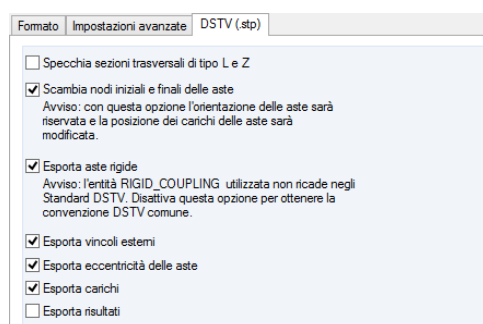 Formato Impostazioni avanzate DSTV (.stp)
Specchia sezioni trasversali di tipo L e Z
Scambia nodi iniziali e finali delle aste
Avviso: con questa opzione l'orientazione delle aste sarà
riservata e la posizione dei carichi delle aste sarà
modificata.
Esporta aste rigide
Avviso: l'entità RIGID_COUPLING utilizzata non ricade negli
Standard DSTV. Disattiva questa opzione per ottenere la
convenzione DSTV comune.
Esporta vincoli esterni
Esporta eccentricità delle aste
Esporta carichi
Esporta risultati